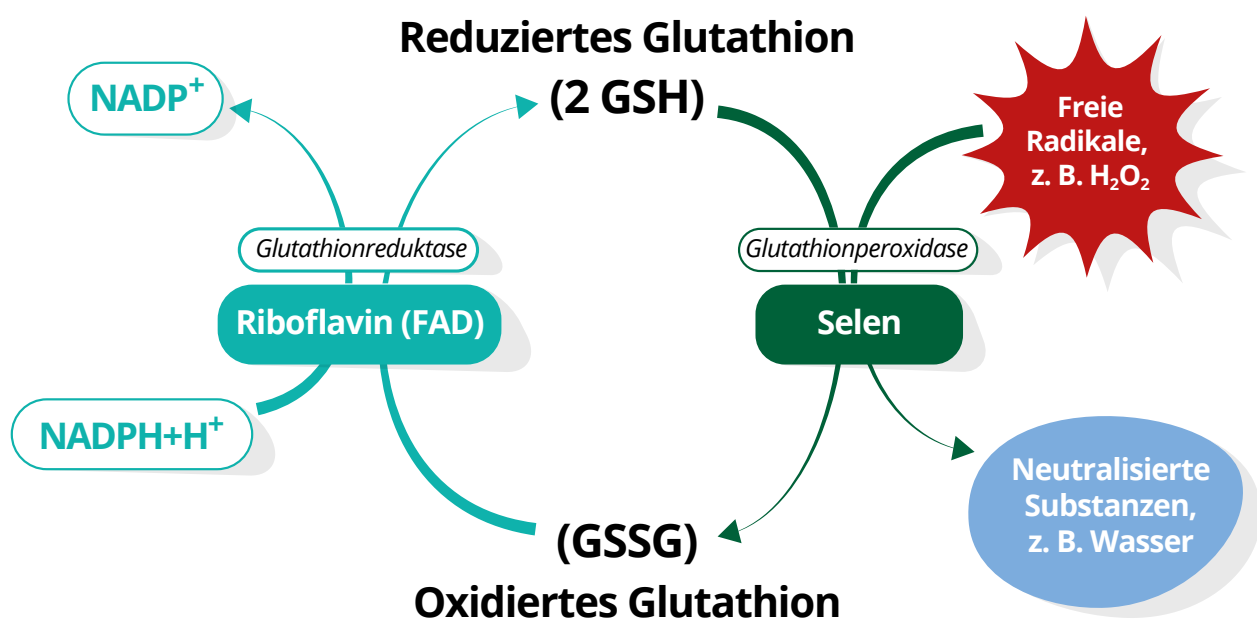 Reduziertes Glutathion
(2 GSH)
NADP⁺
Freie
Radikale,
z. B. H₂O₂
Glutathionreduktase
Glutathionperoxidase
Riboflavin (FAD)
Selen
NADPH+H⁺
Neutralisierte
Substanzen,
z. B. Wasser
(GSSG)
Oxidiertes Glutathion